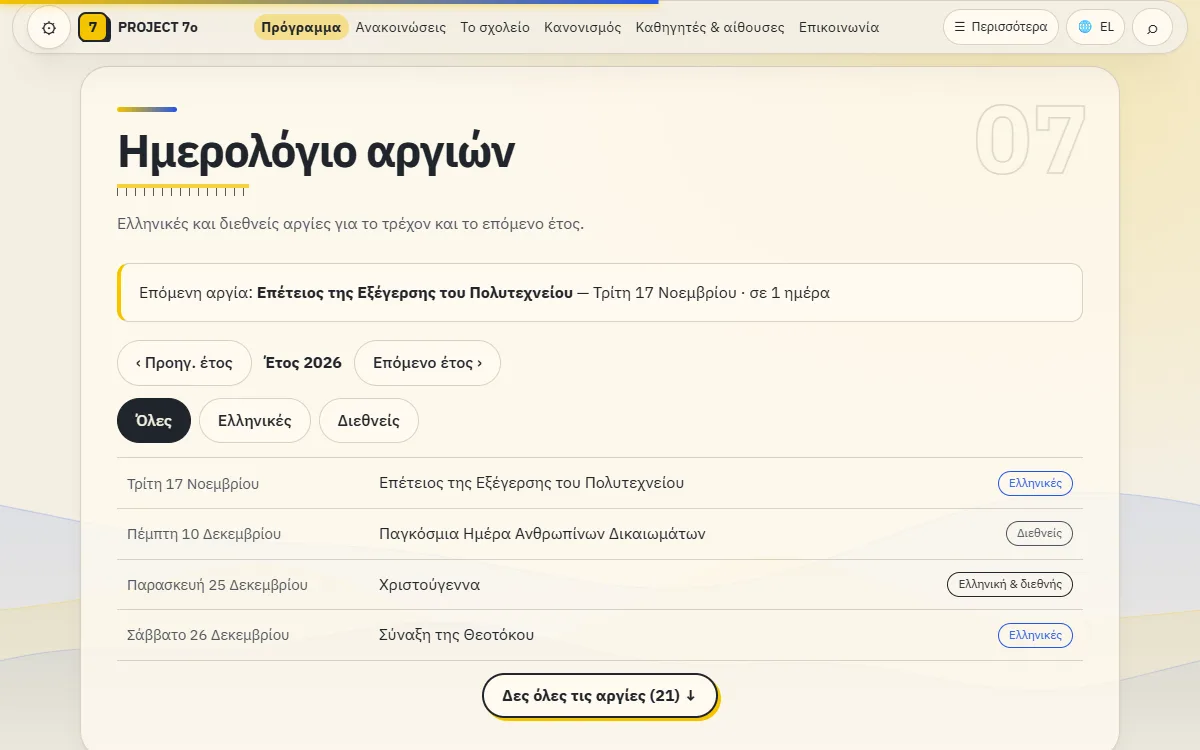 7 PROJECT 7ο Πρόγραμμα Ανακοινώσεις Το σχολείο Κανονισμός Καθηγητές & αίθουσες Επικοινωνία ☰ Περισσότερα 🌐 EL
07
Ημερολόγιο αργιών
Ελληνικές και διεθνείς αργίες για το τρέχον και το επόμενο έτος.
Επόμενη αργία: Επέτειος της Εξέγερσης του Πολυτεχνείου — Τρίτη 17 Νοεμβρίου · σε 1 ημέρα
‹ Προηγ. έτος Έτος 2026 Επόμενο έτος ›
Όλες Ελληνικές Διεθνείς
Τρίτη 17 Νοεμβρίου Επέτειος της Εξέγερσης του Πολυτεχνείου Ελληνικές
Πέμπτη 10 Δεκεμβρίου Παγκόσμια Ημέρα Ανθρωπίνων Δικαιωμάτων Διεθνείς
Παρασκευή 25 Δεκεμβρίου Χριστούγεννα Ελληνική & διεθνής
Σάββατο 26 Δεκεμβρίου Σύναξη της Θεοτόκου Ελληνικές
Δες όλες τις αργίες (21) ↓